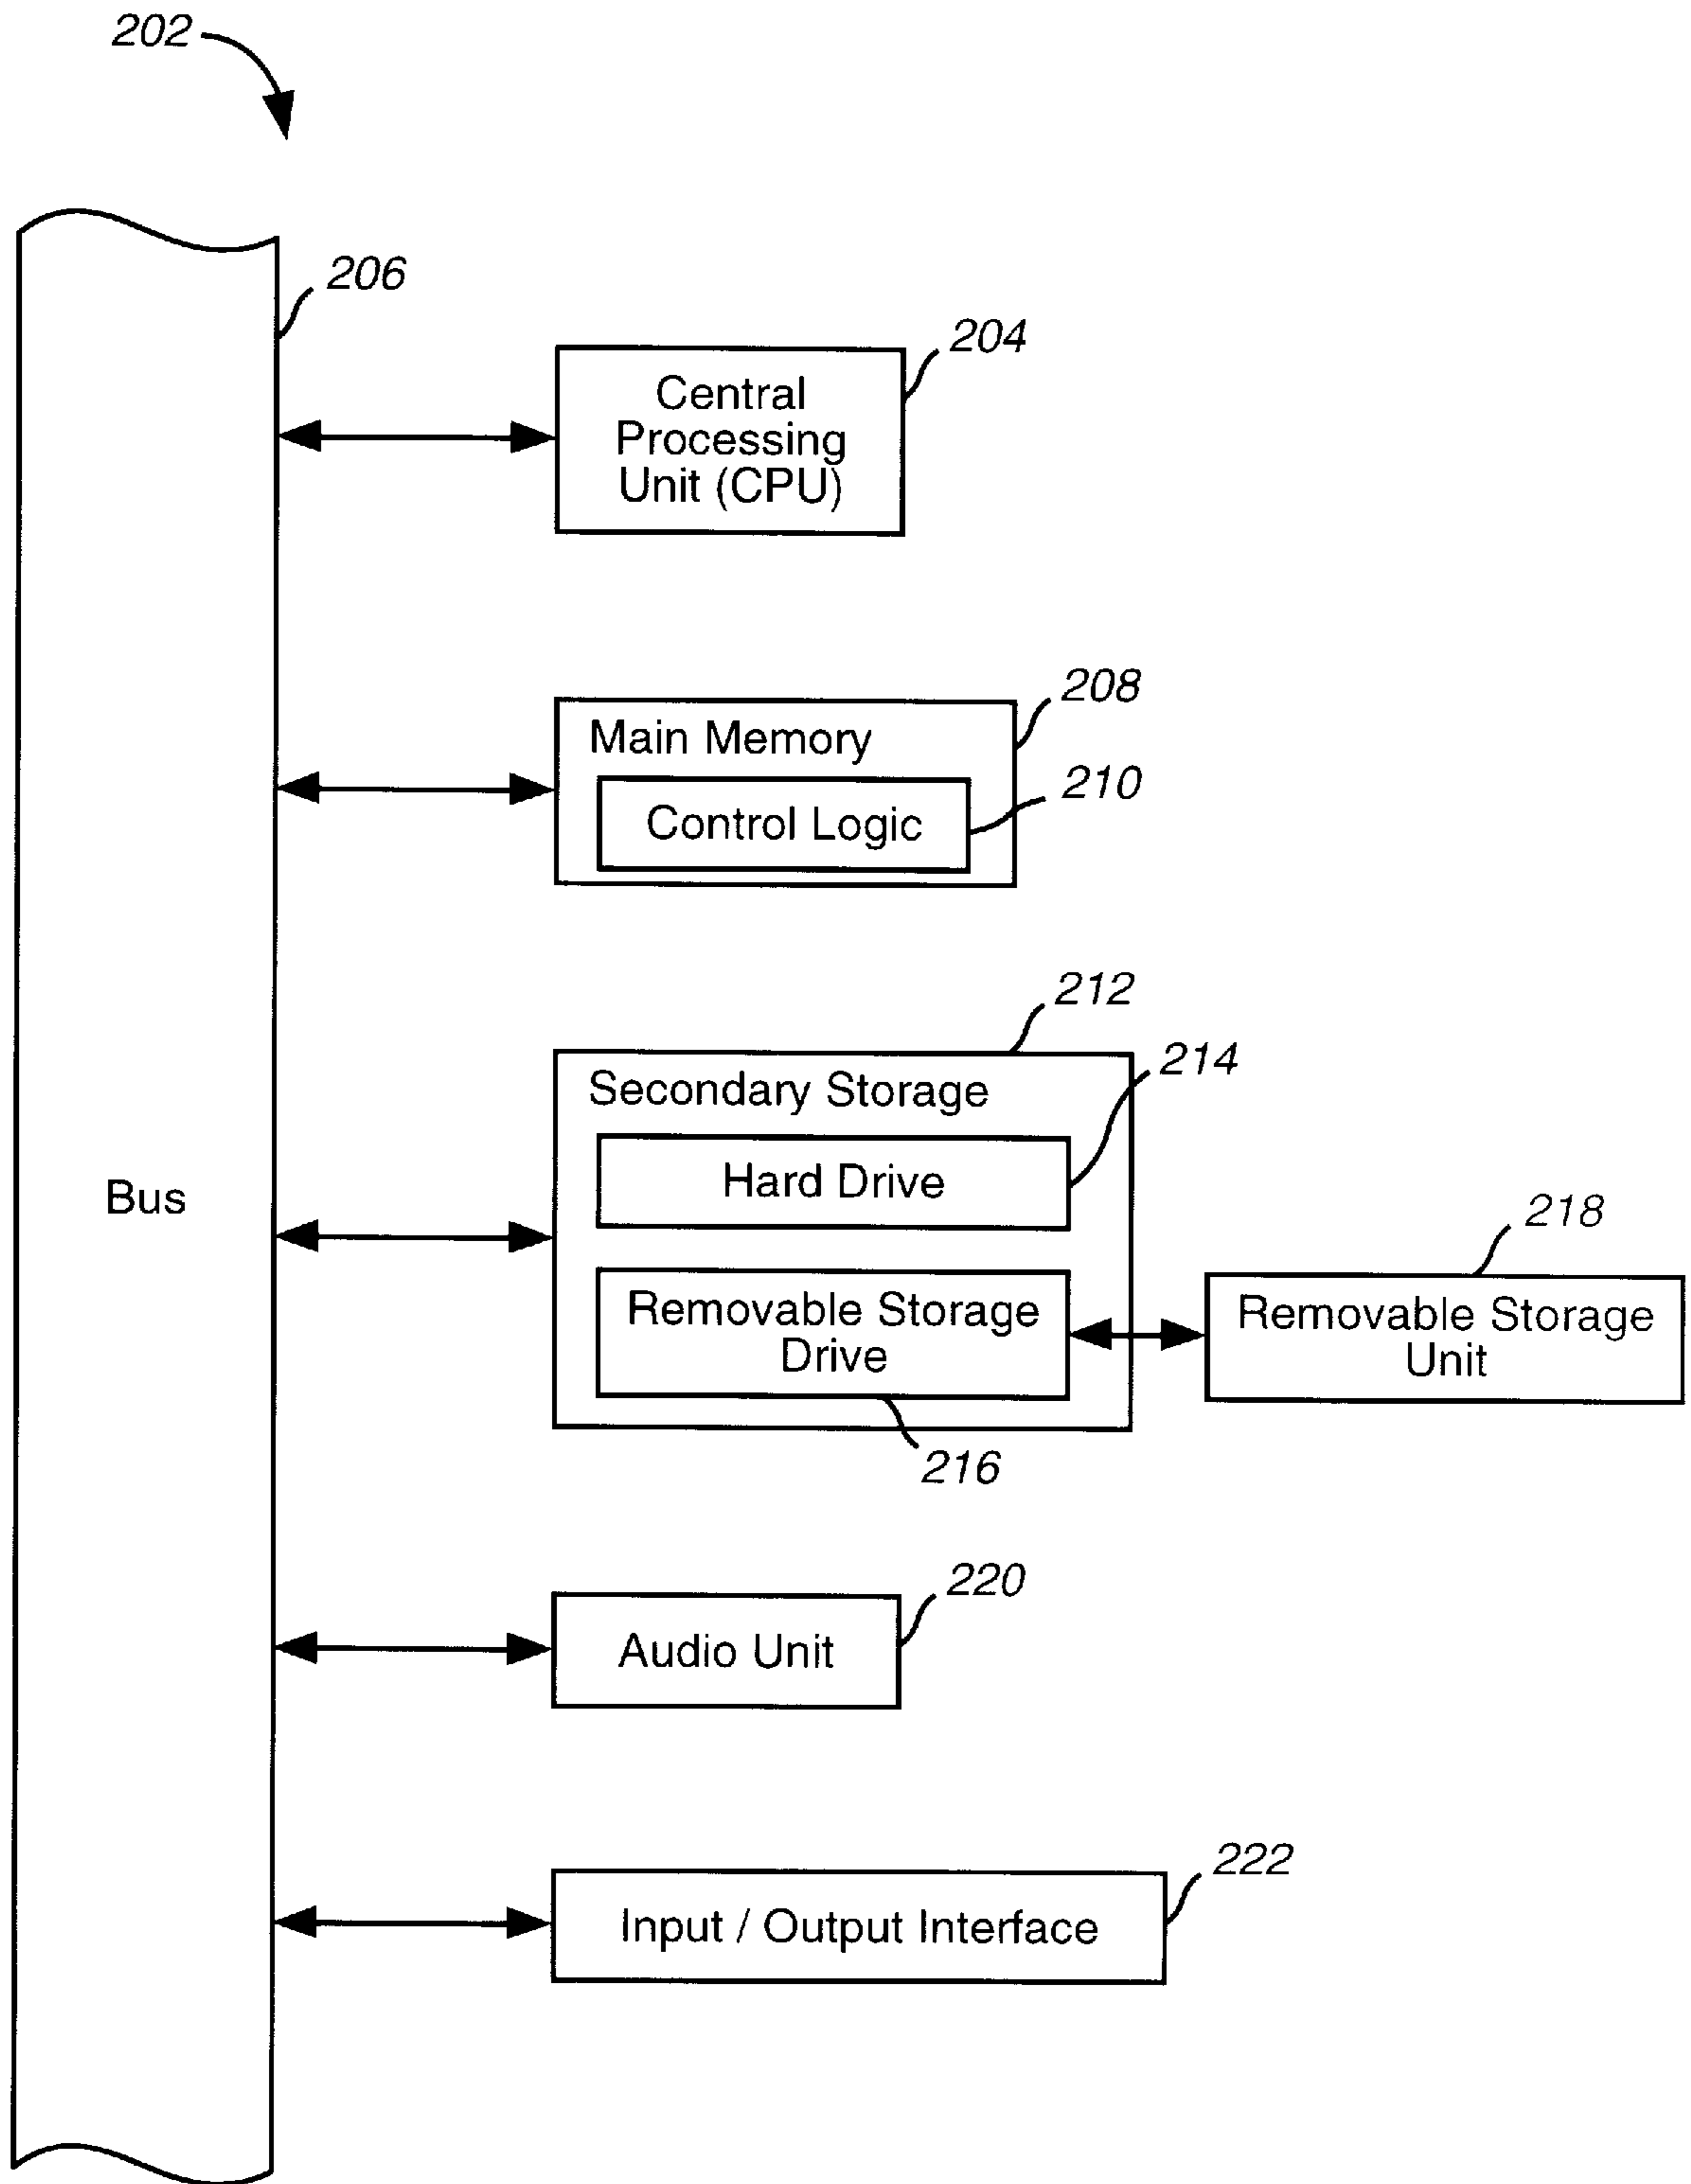 202
206
204
Central
Processing
Unit (CPU)
208
Main Memory
210
Control Logic
212
214
Secondary Storage
Hard Drive
Bus
218
Removable Storage
Drive
Removable Storage
Unit
216
220
Audio Unit
222
Input / Output Interface